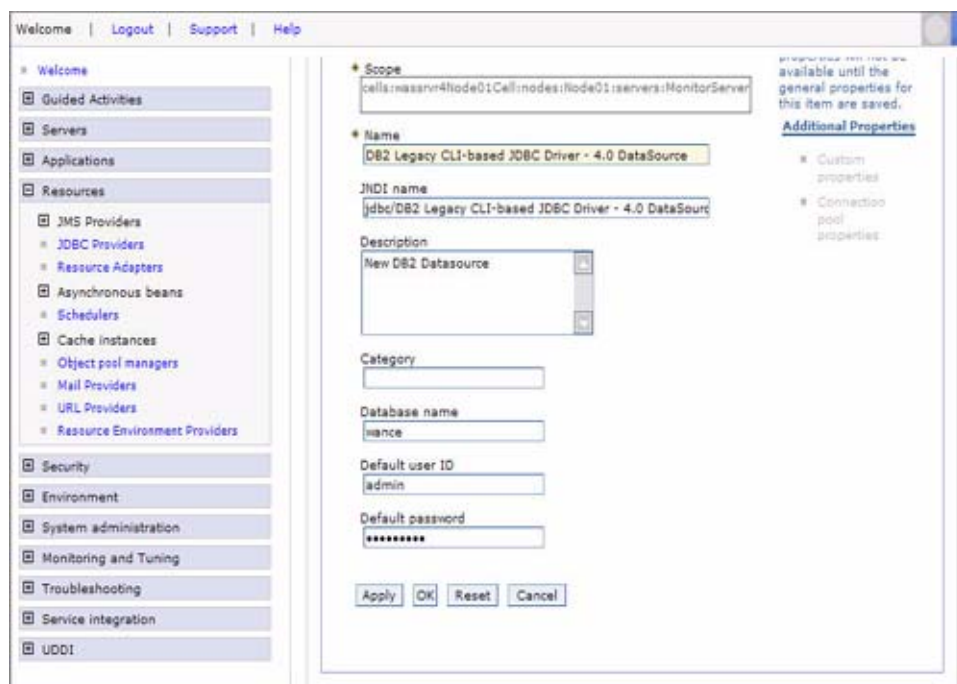 Welcome | Logout | Support | Help
Welcome
Guided Activities
Servers
Applications
Resources
JMS Providers
JDBC Providers
Resource Adapters
Asynchronous beans
Schedulers
Cache instances
Object pool managers
Mail Providers
URL Providers
Resource Environment Providers
Security
Environment
System administration
Monitoring and Tuning
Troubleshooting
Service integration
UDDI
Scope
cells:wassrvr4Node01Cell:nodes:Node01:servers:MonitorServer
Name
DB2 Legacy CLI-based JDBC Driver - 4.0 DataSource
JNDI name
jdbc/DB2 Legacy CLI-based JDBC Driver - 4.0 DataSourc
Description
New DB2 Datasource
Category
Database name
wance
Default user ID
admin
Default password
•••••••••
Apply OK Reset Cancel
properties will not be
available until the
general properties for
this item are saved.
Additional Properties
Custom
properties
Connection
pool
properties